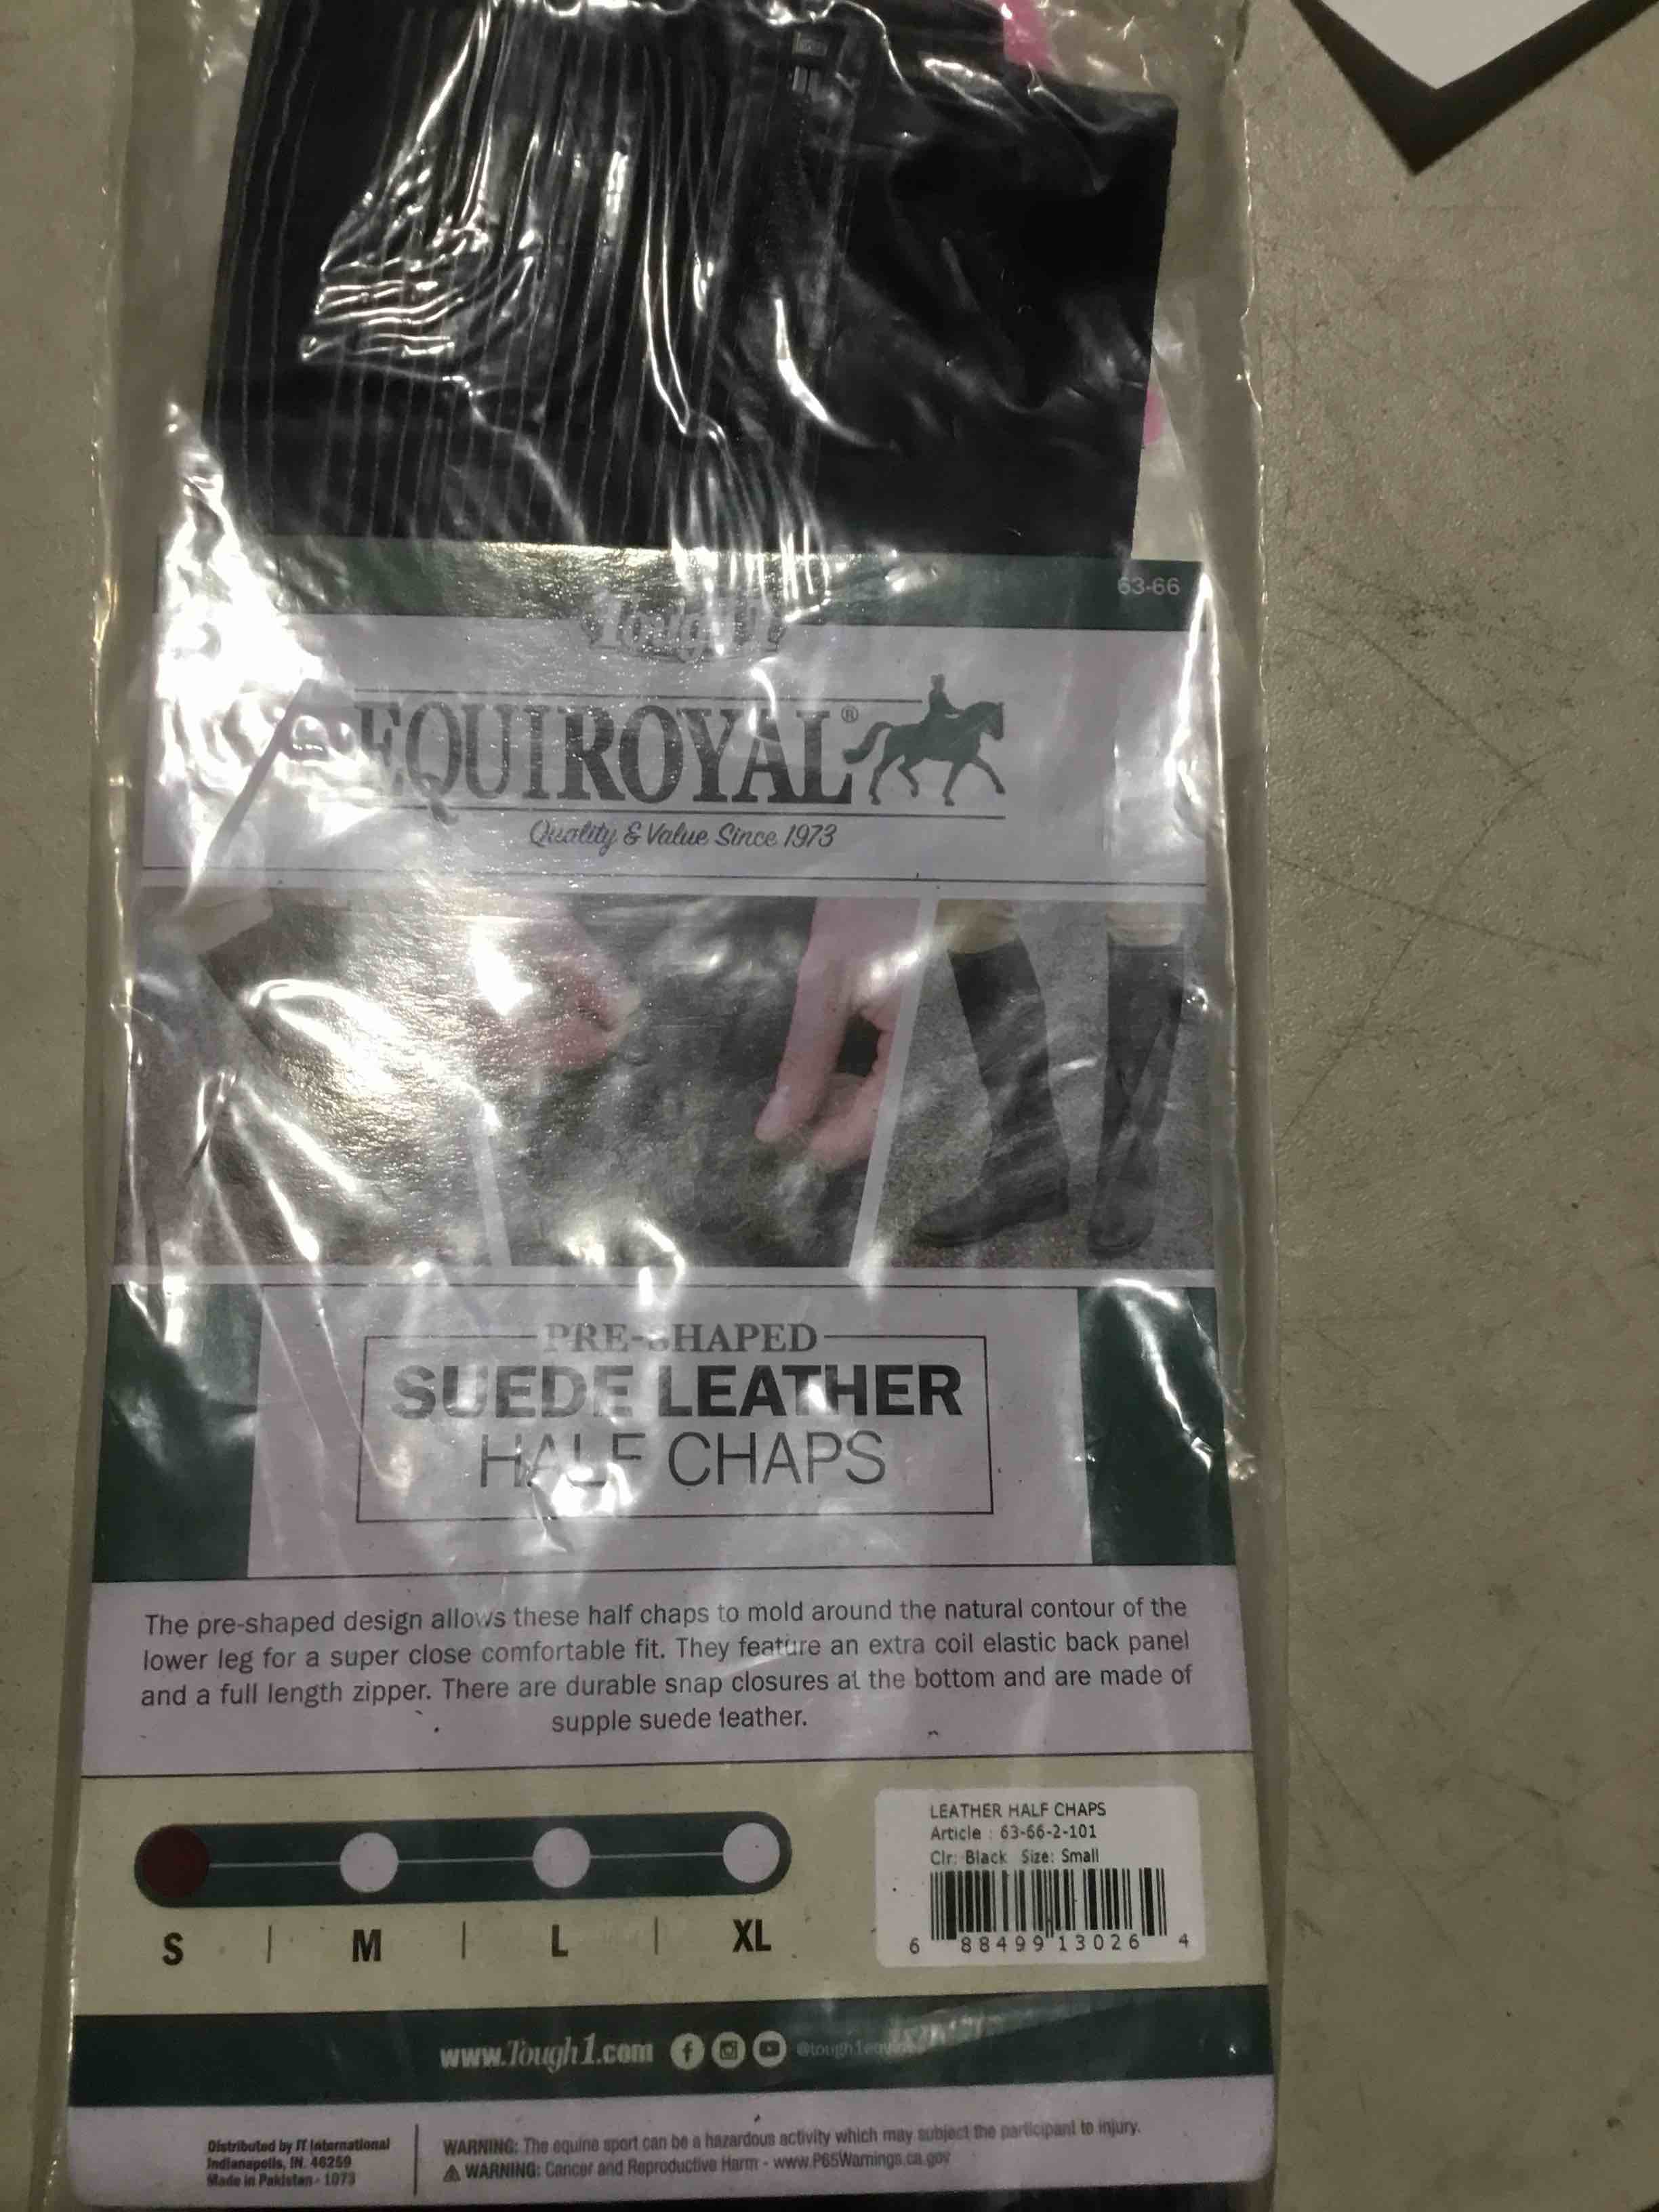 63-66
Tough 1
EQUIROYAL®
Quality & Value Since 1973
PRE-SHAPED
SUEDE LEATHER
HALF CHAPS
The pre-shaped design allows these half chaps to mold around the natural contour of the
lower leg for a super close comfortable fit. They feature an extra coil elastic back panel
and a full length zipper. There are durable snap closures at the bottom and are made of
supple suede leather.
LEATHER HALF CHAPS
Article : 63-66-2-101
Clr: Black Size: Small
6 88499 13026 4
S | M | L | XL
www.Tough1.com
Distributed by JT International
Indianapolis, IN. 46259
Made in Pakistan - 1073
WARNING: The equine sport can be a hazardous activity which may subject the participant to injury.
⚠ WARNING: Cancer and Reproductive Harm - www.P65Warnings.ca.gov